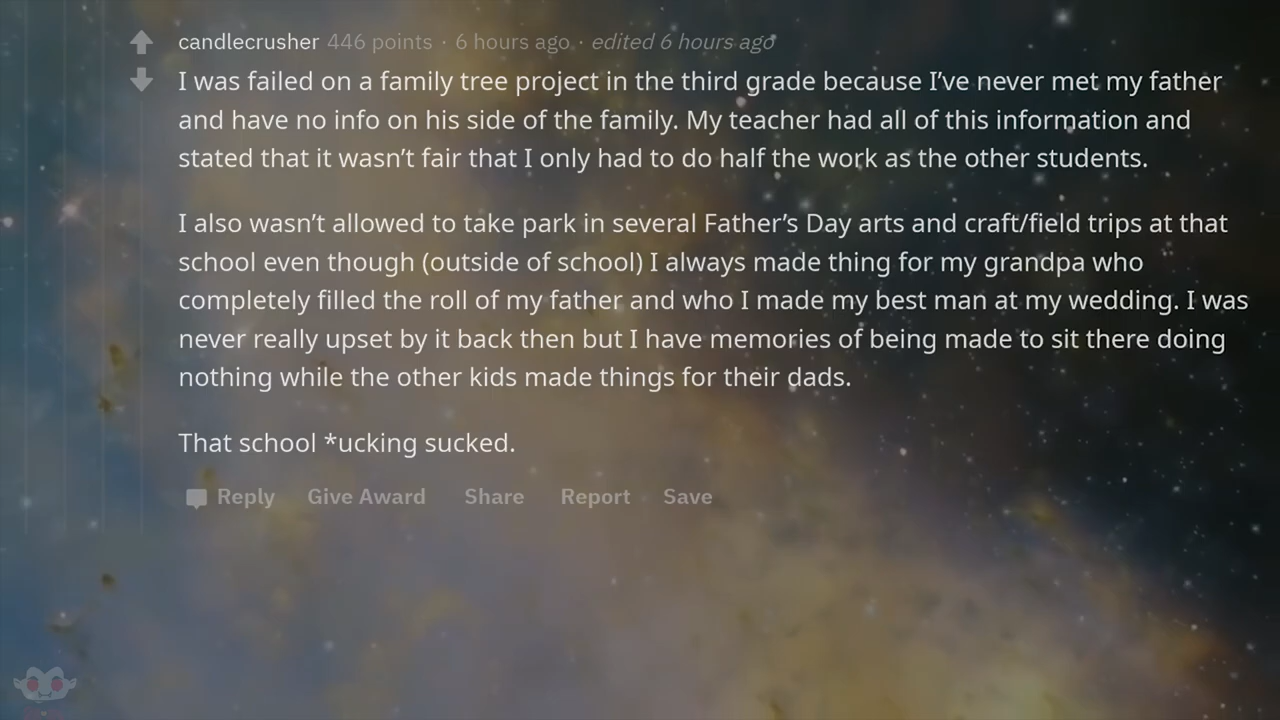 candlecrusher 446 points · 6 hours ago · edited 6 hours ago
I was failed on a family tree project in the third grade because I’ve never met my father
and have no info on his side of the family. My teacher had all of this information and
stated that it wasn’t fair that I only had to do half the work as the other students.
I also wasn’t allowed to take park in several Father’s Day arts and craft/field trips at that
school even though (outside of school) I always made thing for my grandpa who
completely filled the roll of my father and who I made my best man at my wedding. I was
never really upset by it back then but I have memories of being made to sit there doing
nothing while the other kids made things for their dads.
That school *ucking sucked.
Reply Give Award Share Report Save